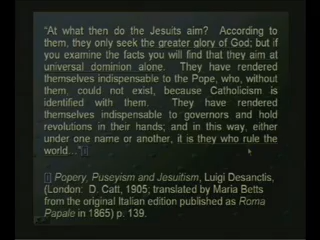 “At what then do the Jesuits aim? According to
them, they only seek the greater glory of God; but if
you examine the facts you will find that they aim at
universal dominion alone. They have rendered
themselves indispensable to the Pope, who, without
them, could not exist, because Catholicism is
identified with them. They have rendered
themselves indispensable to governors and hold
revolutions in their hands; and in this way, either
under one name or another, it is they who rule the
world…”[i]
[i] Popery, Puseyism and Jesuitism, Luigi Desanctis,
(London: D. Catt, 1905; translated by Maria Betts
from the original Italian edition published as Roma
Papale in 1865) p. 139.